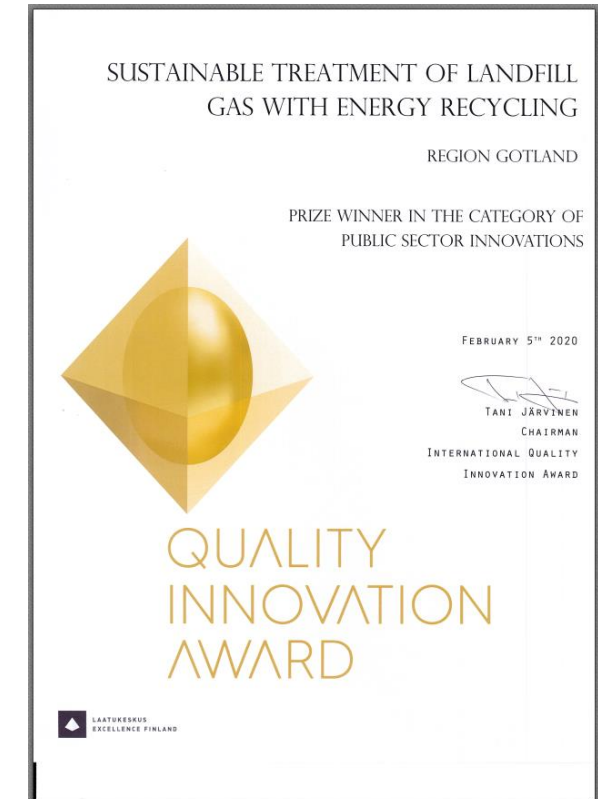 SUSTAINABLE TREATMENT OF LANDFILL
GAS WITH ENERGY RECYCLING
REGION GOTLAND
PRIZE WINNER IN THE CATEGORY OF
PUBLIC SECTOR INNOVATIONS
FEBRUARY 5TH 2020
TANI JÄRVINEN
CHAIRMAN
INTERNATIONAL QUALITY
INNOVATION AWARD
QUALITY
INNOVATION
AWARD
LAATUKESKUS
EXCELLENCE FINLAND